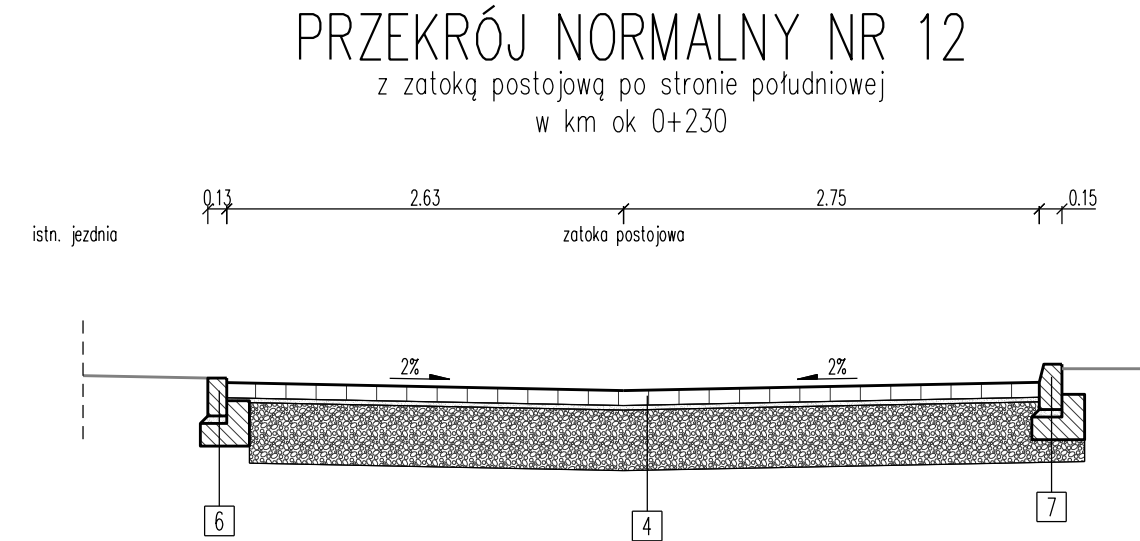 PRZEKRÓJ NORMALNY NR 12
z zatoką postojową po stronie południowej
w km ok 0+230
0.13 2.63 2.75 0.15
istn. jezdnia zatoka postojowa
2% 2%
6 4 7